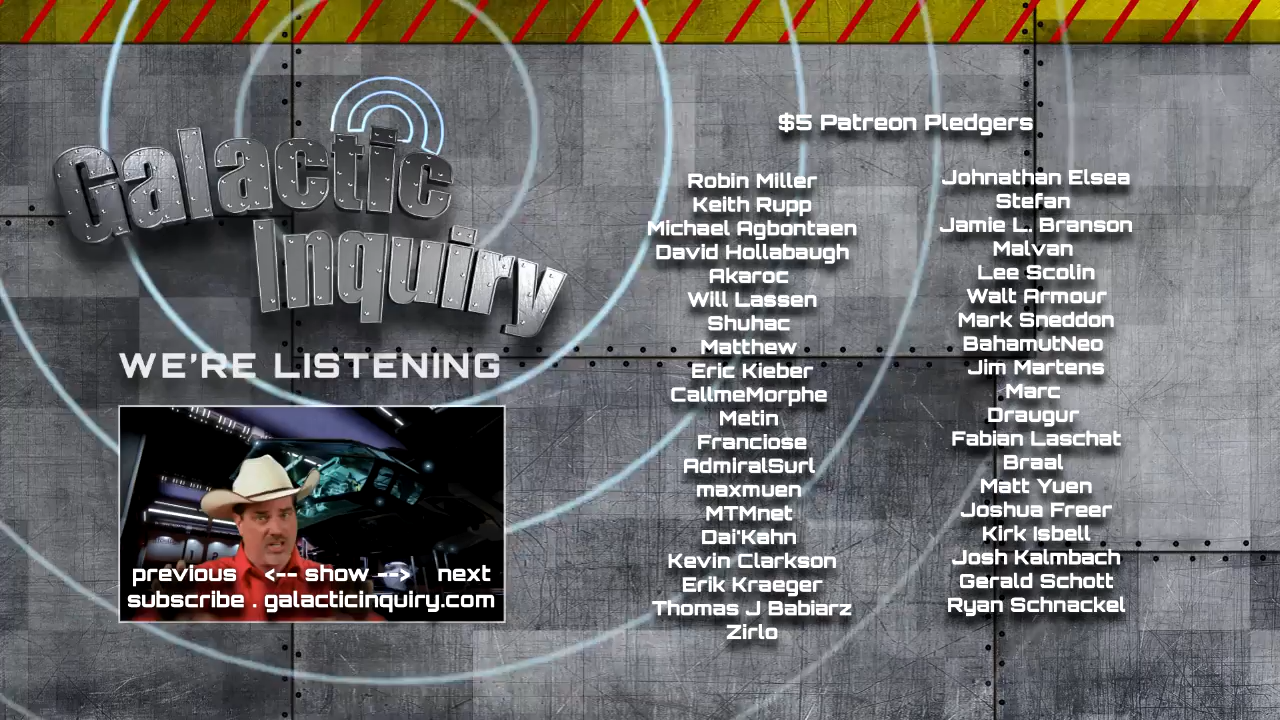 Galactic
Inquiry
WE'RE LISTENING
previous <-- show --> next
subscribe . galacticinquiry.com
$5 Patreon Pledgers
Robin Miller
Keith Rupp
Michael Agbontaen
David Hollabaugh
Akaroc
Will Lassen
Shuhac
Matthew
Eric Kieber
CallmeMorphe
Metin
Franciose
AdmiralSurl
maxmuen
MTMnet
Dai'Kahn
Kevin Clarkson
Erik Kraeger
Thomas J Babiarz
Zirlo
Johnathan Elsea
Stefan
Jamie L. Branson
Malvan
Lee Scolin
Walt Armour
Mark Sneddon
BahamutNeo
Jim Martens
Marc
Draugur
Fabian Laschat
Braal
Matt Yuen
Joshua Freer
Kirk Isbell
Josh Kalmbach
Gerald Schott
Ryan Schnackel